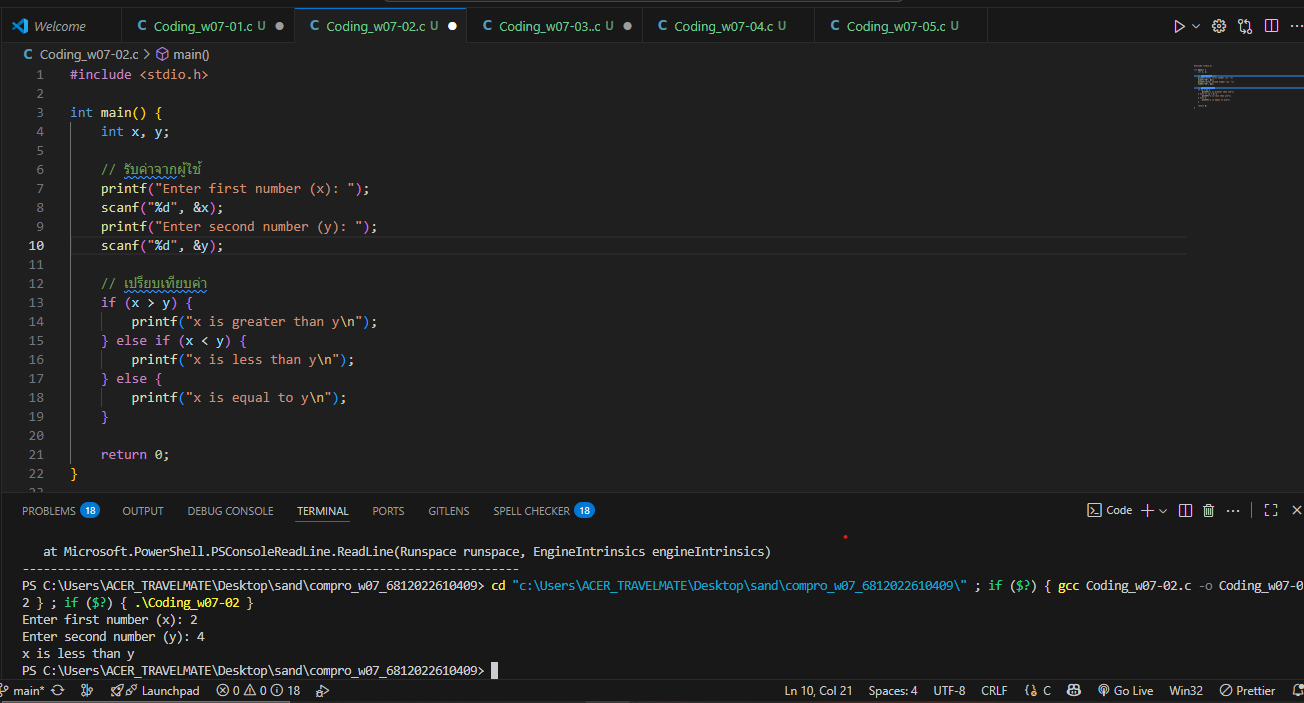 Welcome
C Coding_w07-01.c U
C Coding_w07-02.c U
C Coding_w07-03..c U
C Coding_w07-04.c U
C Coding_w07-05.c U
C Coding_w07-02.c > main()
1 #include <stdio.h>
2
3 int main() {
4 int x, y;
5
6 // รับค่าจากผู้ใช้
7 printf("Enter first number (x): ");
8 scanf("%d", &x);
9 printf("Enter second number (y): ");
10 scanf("%d", &y);
11
12 // เปรียบเทียบค่า
13 if (x > y) {
14 printf("x is greater than y\n");
15 } else if (x < y) {
16 printf("x is less than y\n");
17 } else {
18 printf("x is equal to y\n");
19 }
20
21 return 0;
22 }
23
PROBLEMS 18 OUTPUT DEBUG CONSOLE TERMINAL PORTS GITLENS SPELL CHECKER 18 Code
at Microsoft.PowerShell.PSConsoleReadLine.ReadLine(Runspace runspace, EngineIntrinsics engineIntrinsics)
-----------------------------------------------------------------------
PS C:\Users\ACER_TRAVELMATE\Desktop\sand\compro_w07_6812022610409> cd "c:\Users\ACER_TRAVELMATE\Desktop\sand\compro_w07_6812022610409\" ; if ($?) { gcc Coding_w07-02.c -o Coding_w07-0
2 } ; if ($?) { .\Coding_w07-02 }
Enter first number (x): 2
Enter second number (y): 4
x is less than y
PS C:\Users\ACER_TRAVELMATE\Desktop\sand\compro_w07_6812022610409>
main* Launchpad 0 0 18 Ln 10, Col 21 Spaces: 4 UTF-8 CRLF {} C Go Live Win32 Prettier